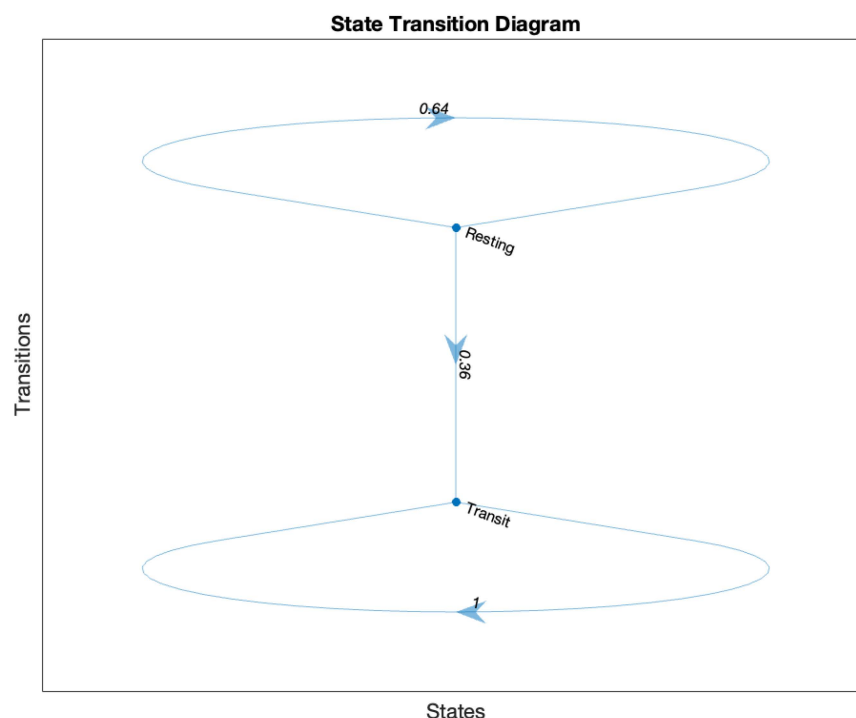 State Transition Diagram
0.64
Resting
0.36
Transitions
Transit
1
States